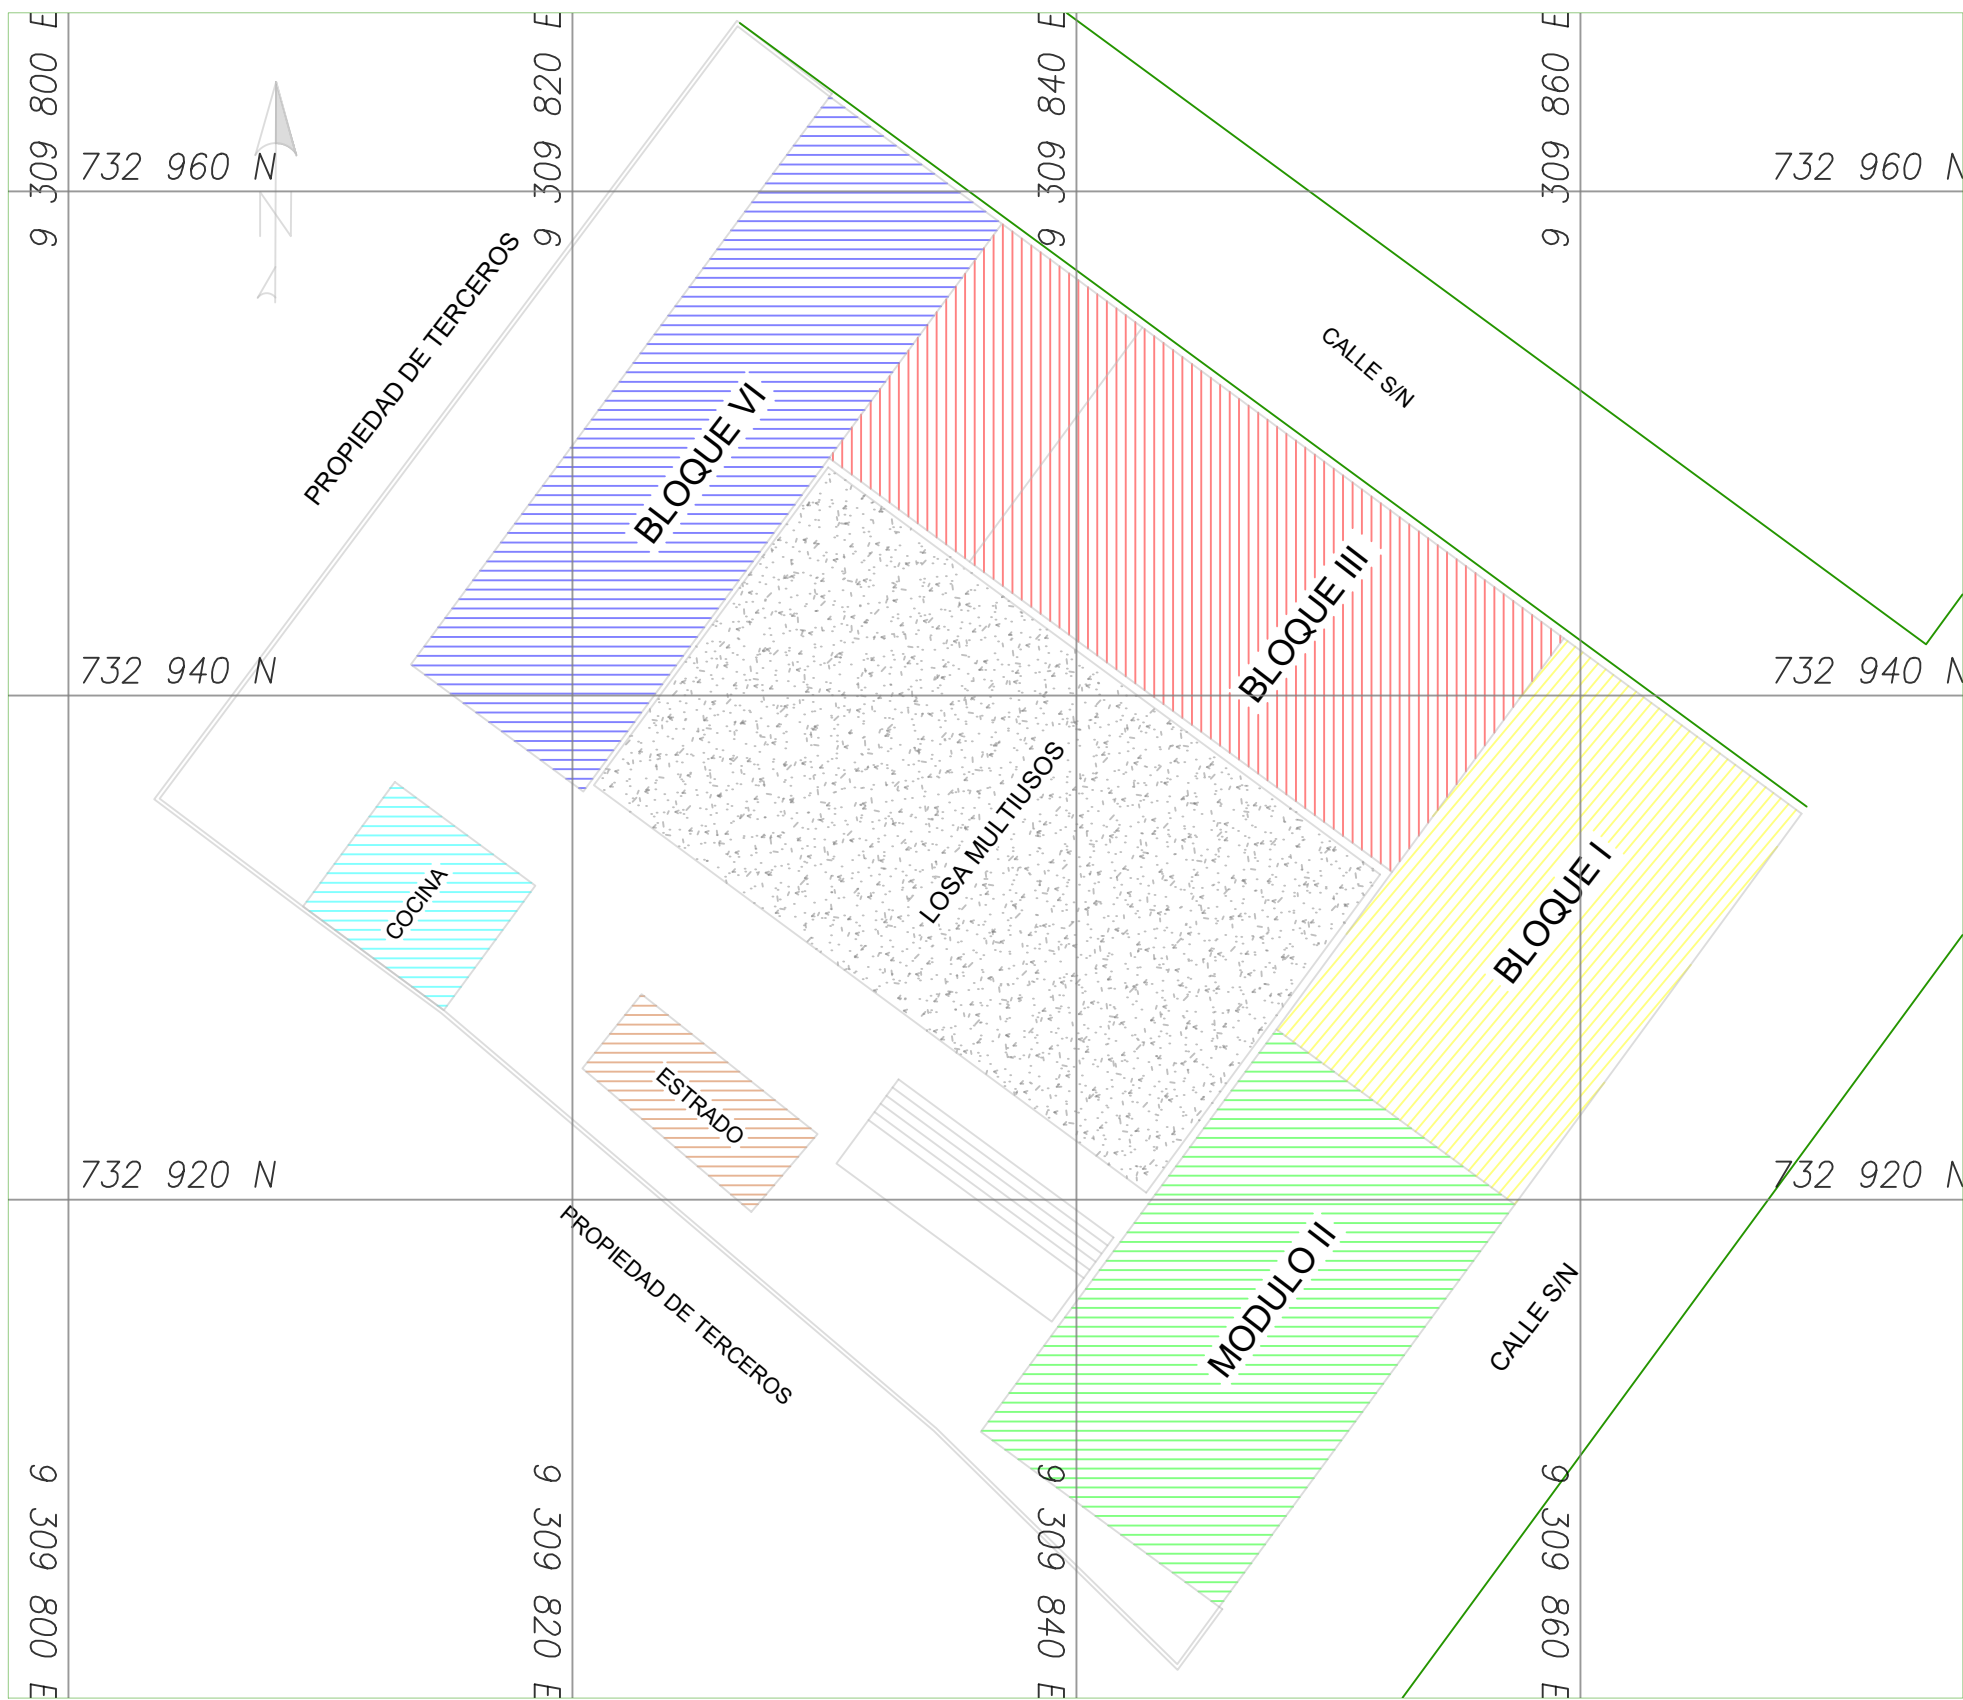 9 309 800 E
9 309 820 E
9 309 840 E
9 309 860 E
732 960 N
732 960 N
N
PROPIEDAD DE TERCEROS
CALLE S/N
BLOQUE VI
BLOQUE III
732 940 N
732 940 N
LOSA MULTIUSOS
COCINA
BLOQUE I
ESTRADO
732 920 N
732 920 N
PROPIEDAD DE TERCEROS
MODULO II
CALLE S/N
9 309 800 E
9 309 820 E
9 309 840 E
9 309 860 E